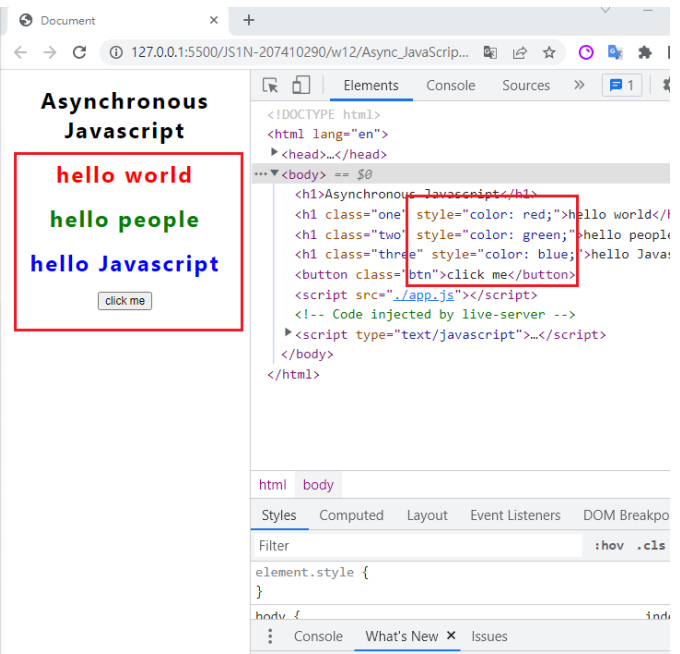 Document
127.0.0.1:5500/JS1N-207410290/w12/Async_JavaScrip...
Asynchronous
Javascript
hello world
hello people
hello Javascript
click me
Elements Console Sources » 1
<!DOCTYPE html>
<html lang="en">
<head>…</head>
<body> == $0
<h1>Asynchronous Javascript</h1>
<h1 class="one" style="color: red;">hello world</h
<h1 class="two" style="color: green;">hello people
<h1 class="three" style="color: blue;">hello Javas
<button class="btn">click me</button>
<script src="./app.js"></script>
<!-- Code injected by live-server -->
<script type="text/javascript">…</script>
</body>
</html>
html body
Styles Computed Layout Event Listeners DOM Breakpo
Filter :hov .cls
element.style {
}
body { inde
Console What's New × Issues